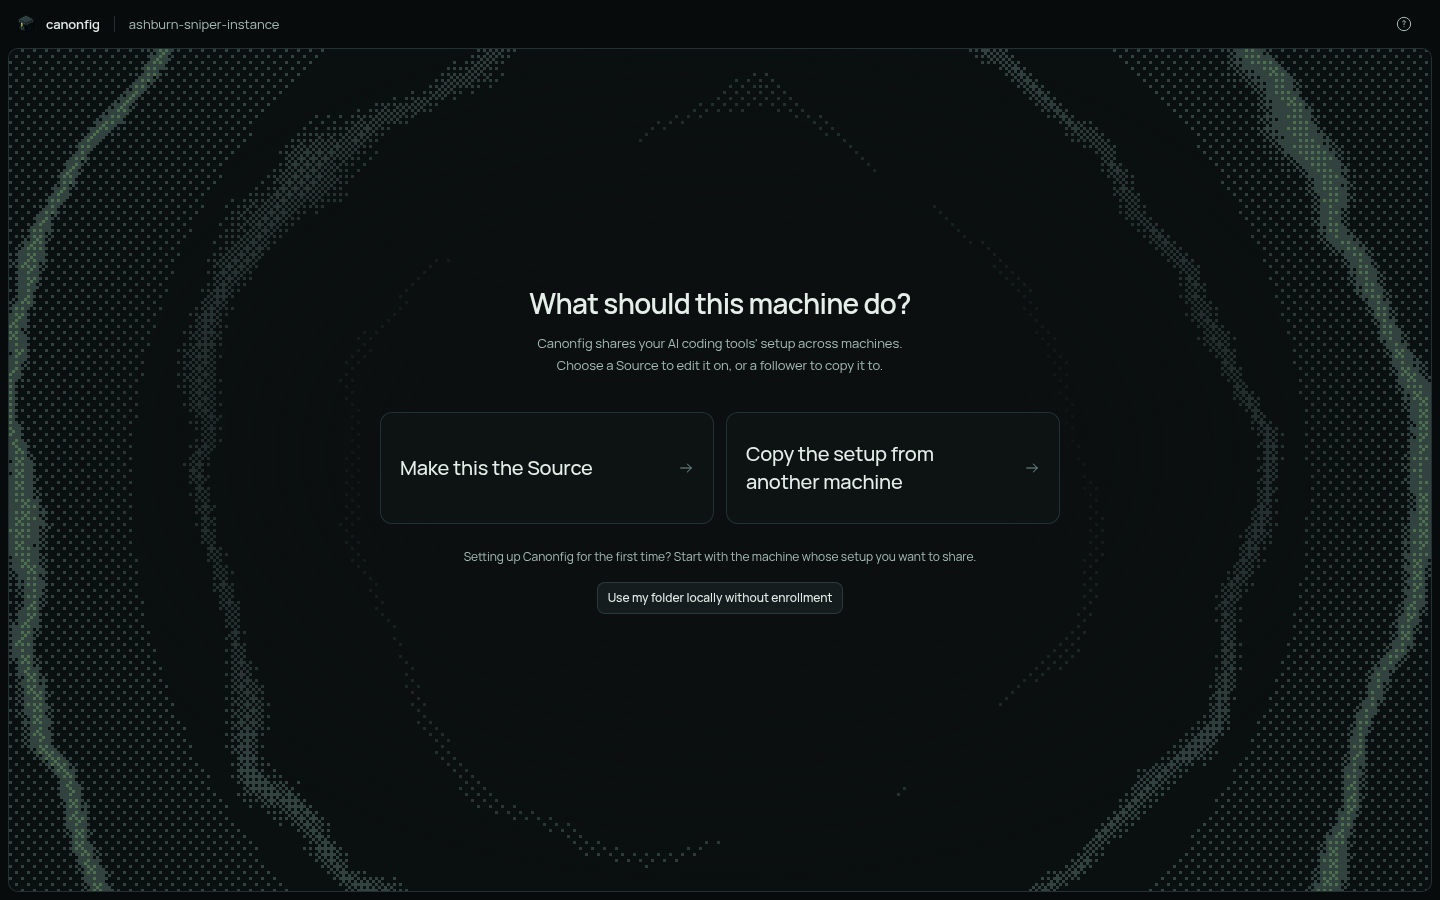 canonfig
ashburn-sniper-instance
What should this machine do?
Canonfig shares your AI coding tools' setup across machines.
Choose a Source to edit it on, or a follower to copy it to.
Make this the Source
Copy the setup from
another machine
Setting up Canonfig for the first time? Start with the machine whose setup you want to share.
Use my folder locally without enrollment